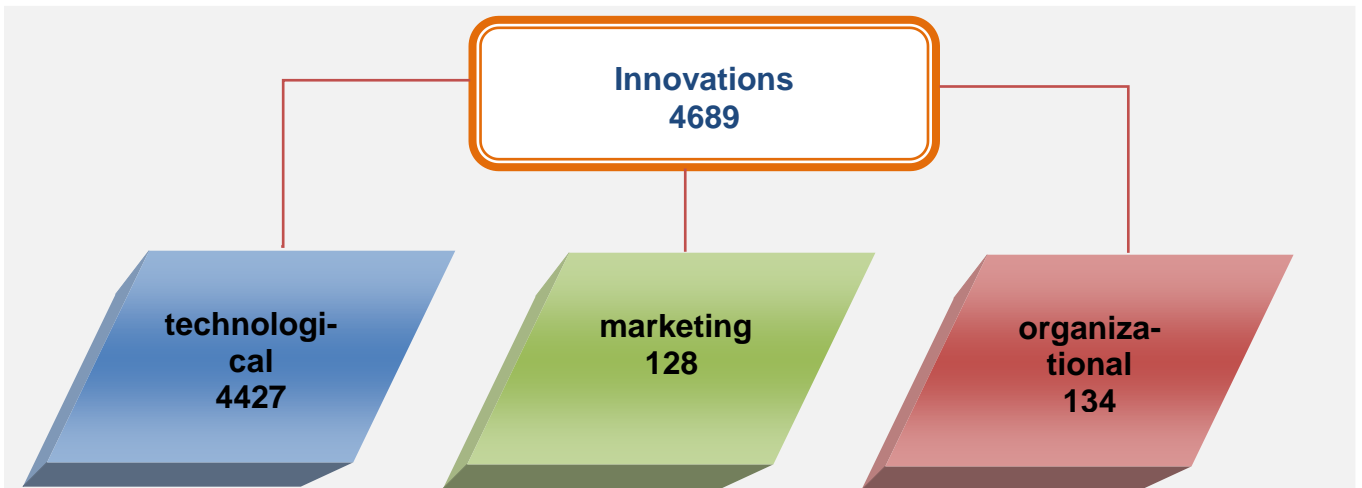 Innovations
4689
technologi-
cal
4427
marketing
128
organiza-
tional
134